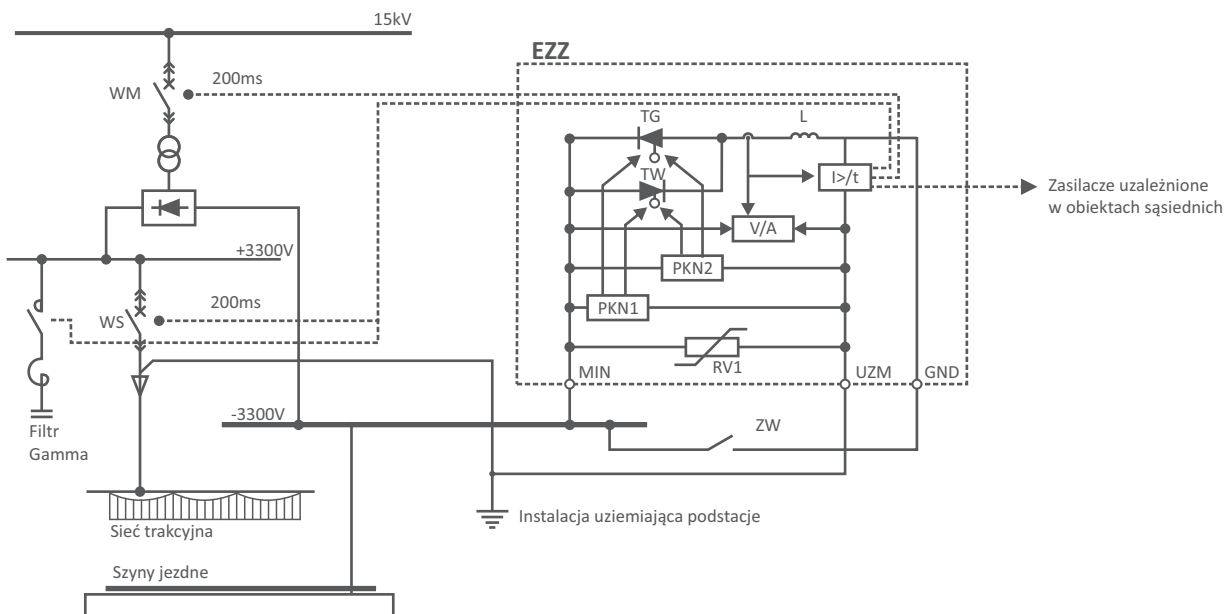 15kV
EZZ
200ms
WM
TG
L
TW
I>/t
Zasilacze uzależnione
w obiektach sąsiednich
V/A
+3300V
PKN2
200ms
PKN1
WS
RV1
MIN
UZM
GND
-3300V
ZW
Filtr
Gamma
Instalacja uziemiająca podstacje
Sieć trakcyjna
Szyny jezdne